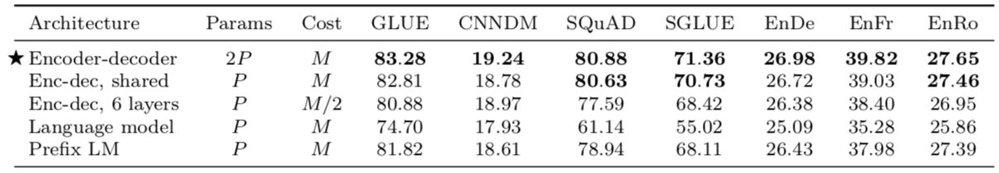 Architecture Params Cost GLUE CNNDM SQuAD SGLUE EnDe EnFr EnRo
★ Encoder-decoder 2P M 83.28 19.24 80.88 71.36 26.98 39.82 27.65
Enc-dec, shared P M 82.81 18.78 80.63 70.73 26.72 39.03 27.46
Enc-dec, 6 layers P M/2 80.88 18.97 77.59 68.42 26.38 38.40 26.95
Language model P M 74.70 17.93 61.14 55.02 25.09 35.28 25.86
Prefix LM P M 81.82 18.61 78.94 68.11 26.43 37.98 27.39